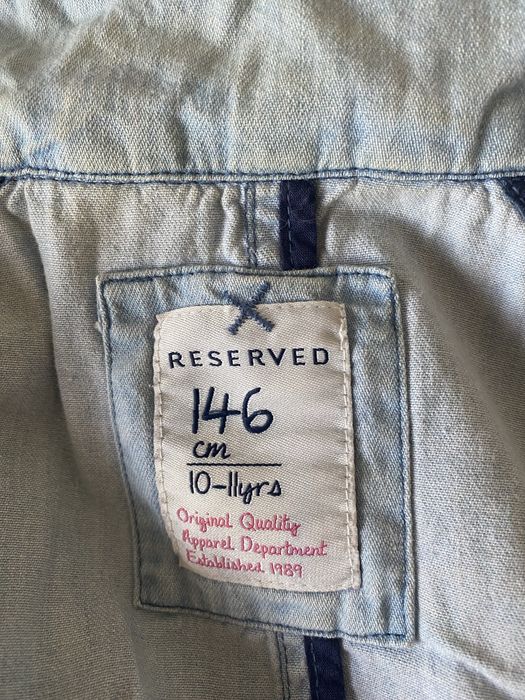 RESERVED
146
cm
10-11yrs
Original Quality
Apparel Department
Established 1989